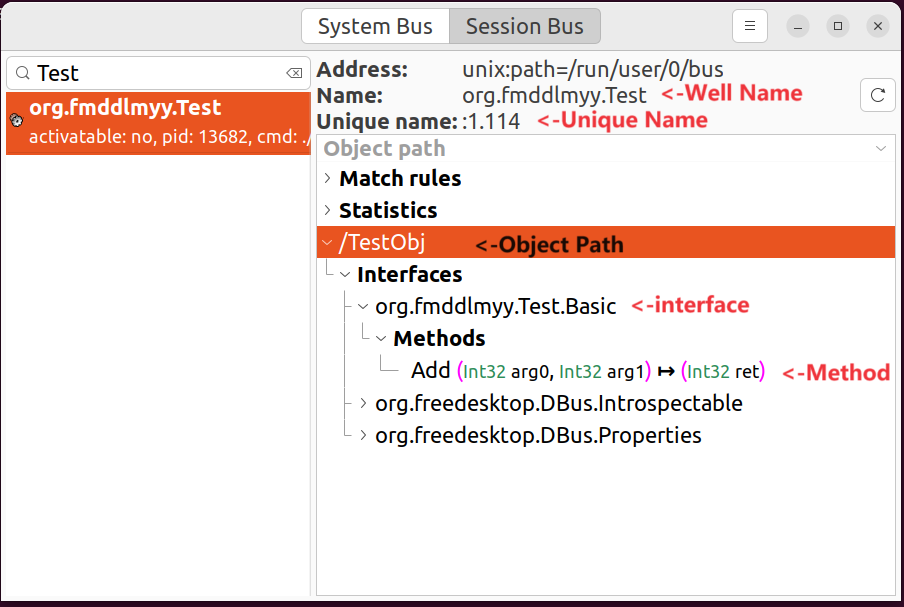 System Bus Session Bus
Test
org.fmddlmyy.Test
activatable: no, pid: 13682, cmd: ./
Address: unix:path=/run/user/0/bus
Name: org.fmddlmyy.Test <-Well Name
Unique name: :1.114 <-Unique Name
Object path
Match rules
Statistics
/TestObj <-Object Path
Interfaces
org.fmddlmyy.Test.Basic <-interface
Methods
Add (Int32 arg0, Int32 arg1) ↦ (Int32 ret) <-Method
org.freedesktop.DBus.Introspectable
org.freedesktop.DBus.Properties